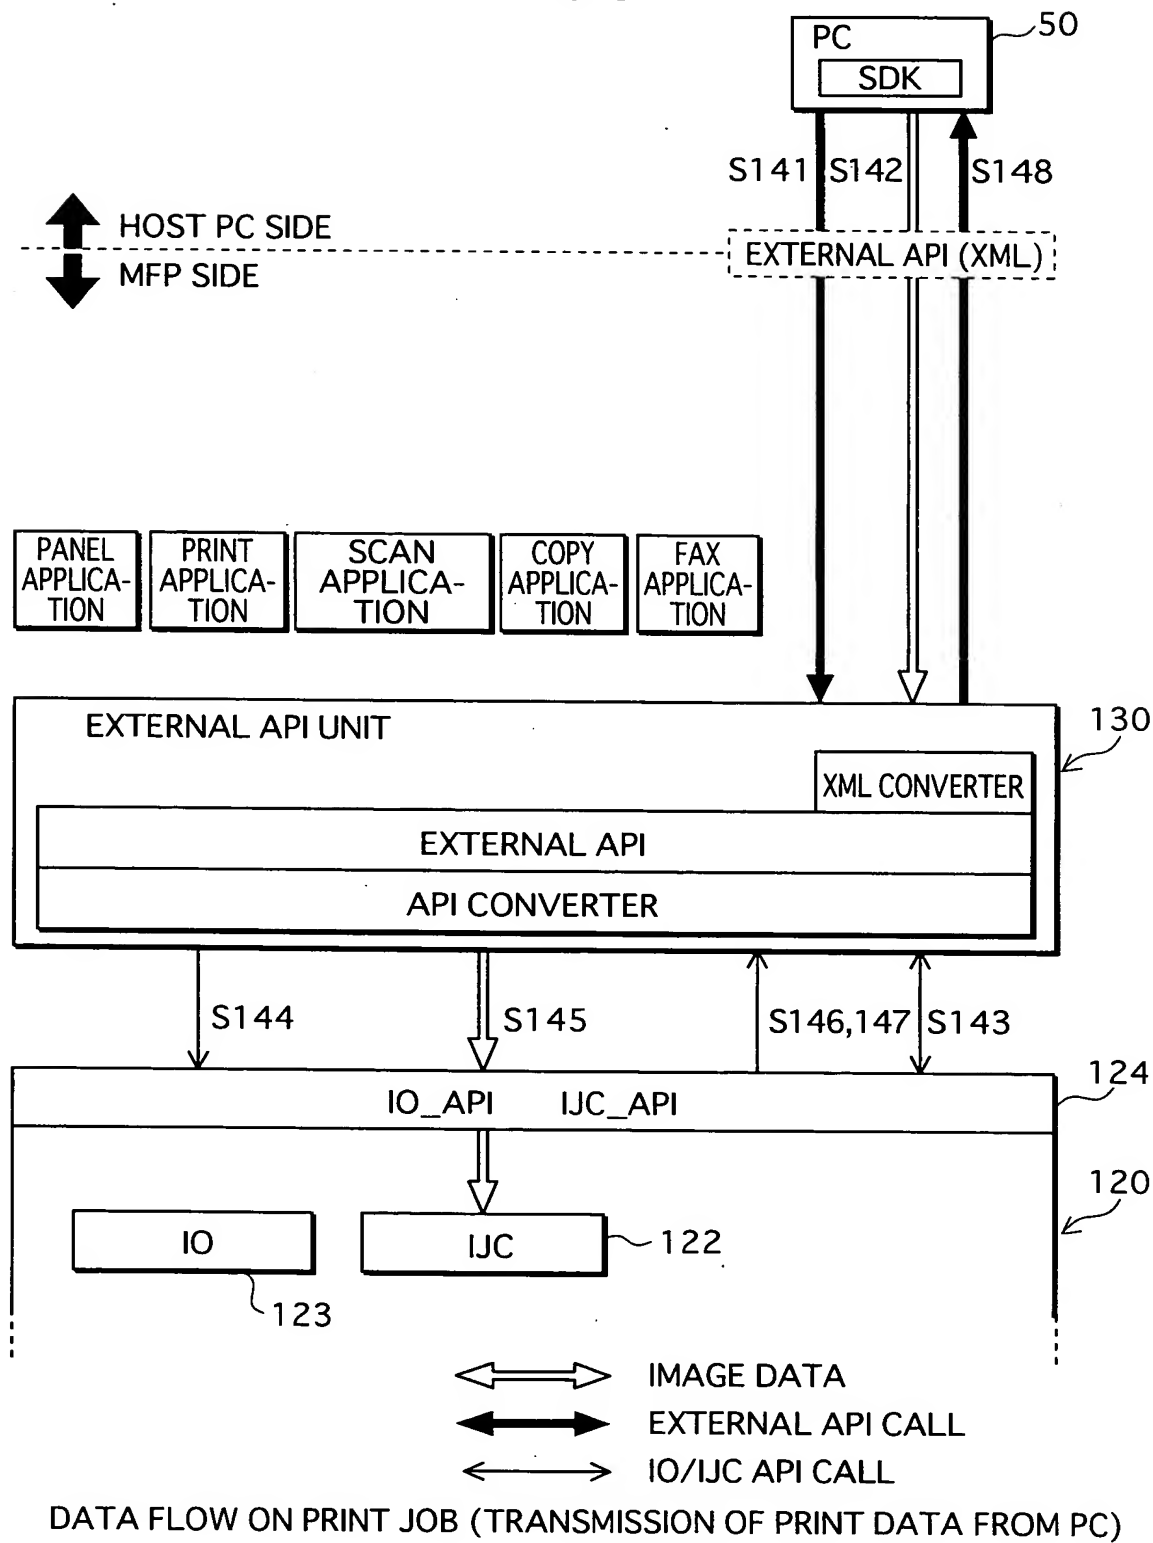 PC
50
SDK
S141
S142
S148
HOST PC SIDE
EXTERNAL API (XML)
MFP SIDE
PANEL
APPLICA-
TION
PRINT
APPLICA-
TION
SCAN
APPLICA-
TION
COPY
APPLICA-
TION
FAX
APPLICA-
TION
EXTERNAL API UNIT
130
XML CONVERTER
EXTERNAL API
API CONVERTER
S144
S145
S146,147
S143
124
IO_API IJC_API
120
IO
IJC
122
123
IMAGE DATA
EXTERNAL API CALL
IO/IJC API CALL
DATA FLOW ON PRINT JOB (TRANSMISSION OF PRINT DATA FROM PC)